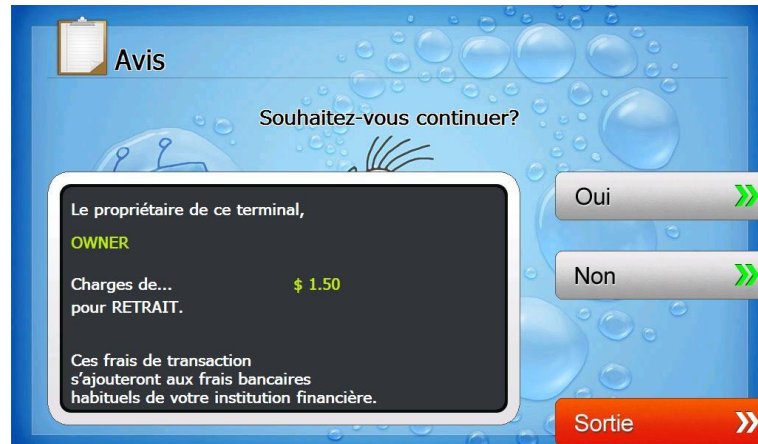 Avis
Souhaitez-vous continuer?
Le propriétaire de ce terminal,
OWNER
Charges de... $ 1.50
pour RETRAIT.
Ces frais de transaction
s'ajouteront aux frais bancaires
habituels de votre institution financière.
Oui
Non
Sortie